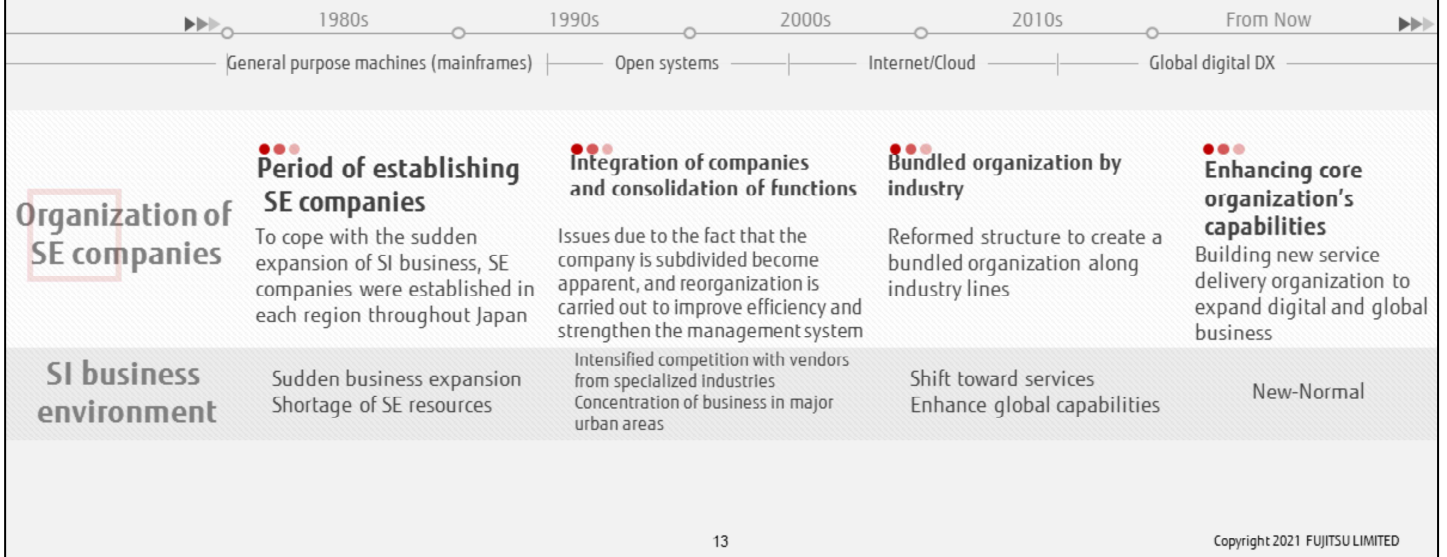 1980s
1990s
2000s
2010s
From Now
General purpose machines (mainframes)
Open systems
Internet/Cloud
Global digital DX
Organization of
SE companies
Period of establishing
SE companies
To cope with the sudden
expansion of SI business, SE
companies were established in
each region throughout Japan
Integration of companies
and consolidation of functions
Issues due to the fact that the
company is subdivided become
apparent, and reorganization is
carried out to improve efficiency and
strengthen the management system
Bundled organization by
industry
Reformed structure to create a
bundled organization along
industry lines
Enhancing core
organization's
capabilities
Building new service
delivery organization to
expand digital and global
business
SI business
environment
Sudden business expansion
Shortage of SE resources
Intensified competition with vendors
from specialized industries
Concentration of business in major
urban areas
Shift toward services
Enhance global capabilities
New-Normal
13
Copyright 2021 FUJITSU LIMITED